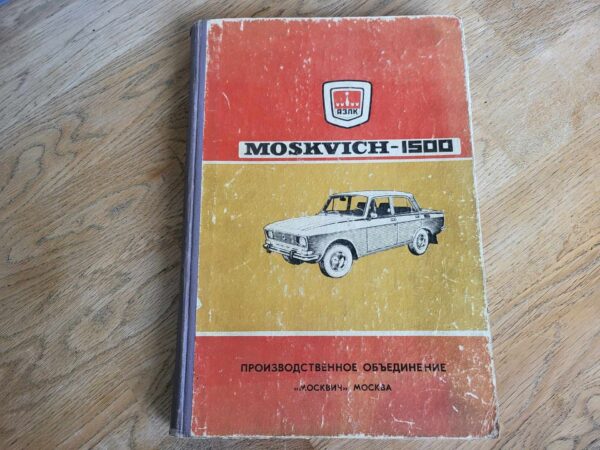 АЗЛК
MOSKVICH-1500
ПРОИЗВОДСТВЕННОЕ ОБЪЕДИНЕНИЕ
«МОСКВИЧ» МОСКВА